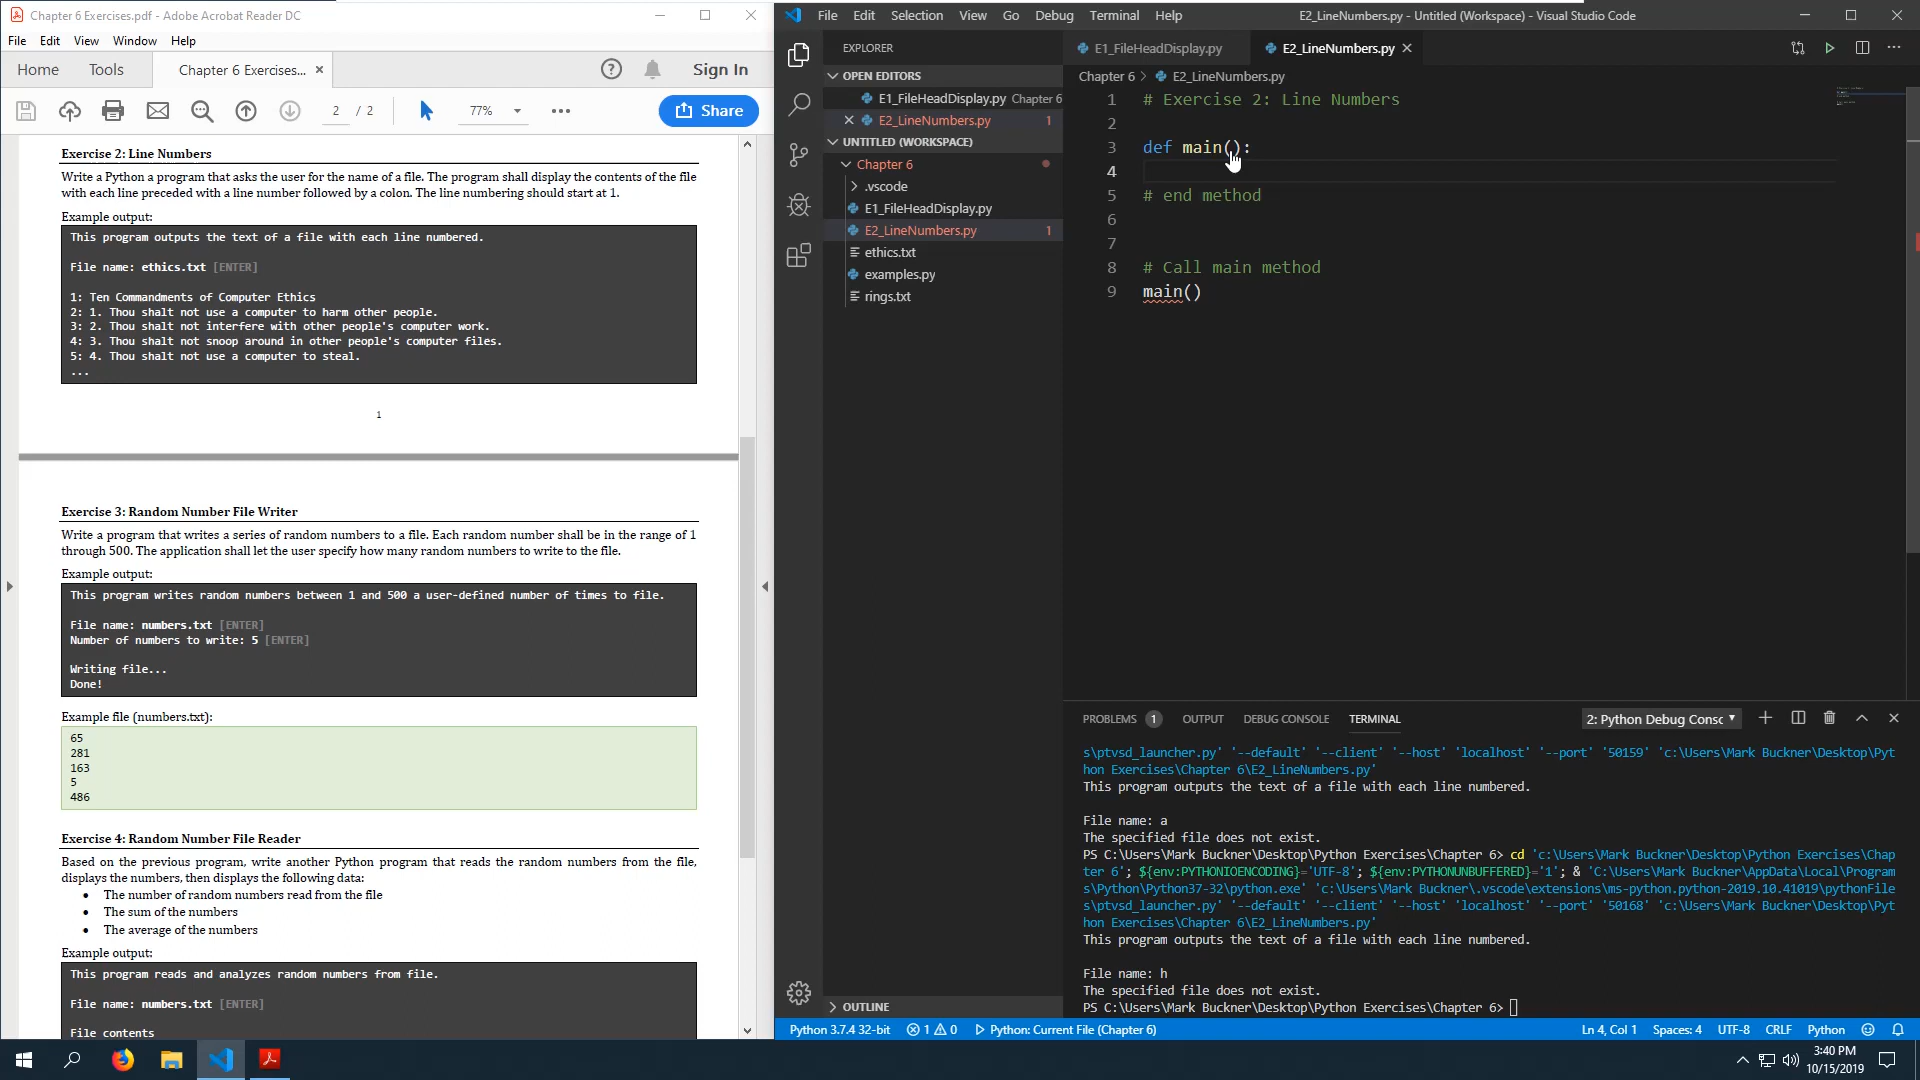 Chapter 6 Exercises.pdf - Adobe Acrobat Reader DC
File Edit View Window Help
Home Tools Chapter 6 Exercises... × Sign In
2 / 2 77% Share
Exercise 2: Line Numbers
Write a Python a program that asks the user for the name of a file. The program shall display the contents of the file
with each line preceded with a line number followed by a colon. The line numbering should start at 1.
Example output:
This program outputs the text of a file with each line numbered.
File name: ethics.txt [ENTER]
1: Ten Commandments of Computer Ethics
2: 1. Thou shalt not use a computer to harm other people.
3: 2. Thou shalt not interfere with other people's computer work.
4: 3. Thou shalt not snoop around in other people's computer files.
5: 4. Thou shalt not use a computer to steal.
...
1
Exercise 3: Random Number File Writer
Write a program that writes a series of random numbers to a file. Each random number shall be in the range of 1
through 500. The application shall let the user specify how many random numbers to write to the file.
Example output:
This program writes random numbers between 1 and 500 a user-defined number of times to file.
File name: numbers.txt [ENTER]
Number of numbers to write: 5 [ENTER]
Writing file...
Done!
Example file (numbers.txt):
65
281
163
5
486
Exercise 4: Random Number File Reader
Based on the previous program, write another Python program that reads the random numbers from the file,
displays the numbers, then displays the following data:
• The number of random numbers read from the file
• The sum of the numbers
• The average of the numbers
Example output:
This program reads and analyzes random numbers from file.
File name: numbers.txt [ENTER]
File contents
File Edit Selection View Go Debug Terminal Help
E2_LineNumbers.py - Untitled (Workspace) - Visual Studio Code
EXPLORER
OPEN EDITORS
E1_FileHeadDisplay.py Chapter 6
E2_LineNumbers.py 1
UNTITLED (WORKSPACE)
Chapter 6
.vscode
E1_FileHeadDisplay.py
E2_LineNumbers.py 1
ethics.txt
examples.py
rings.txt
OUTLINE
E1_FileHeadDisplay.py E2_LineNumbers.py
Chapter 6 > E2_LineNumbers.py
1 # Exercise 2: Line Numbers
2
3 def main():
4
5 # end method
6
7
8 # Call main method
9 main()
PROBLEMS 1 OUTPUT DEBUG CONSOLE TERMINAL 2: Python Debug Consc
s\ptvsd_launcher.py' '--default' '--client' '--host' 'localhost' '--port' '50159' 'c:\Users\Mark Buckner\Desktop\Pyt
hon Exercises\Chapter 6\E2_LineNumbers.py'
This program outputs the text of a file with each line numbered.
File name: a
The specified file does not exist.
PS C:\Users\Mark Buckner\Desktop\Python Exercises\Chapter 6> cd 'c:\Users\Mark Buckner\Desktop\Python Exercises\Chap
ter 6'; ${env:PYTHONIOENCODING}='UTF-8'; ${env:PYTHONUNBUFFERED}='1'; & 'C:\Users\Mark Buckner\AppData\Local\Program
s\Python\Python37-32\python.exe' 'c:\Users\Mark Buckner\.vscode\extensions\ms-python.python-2019.10.41019\pythonFile
s\ptvsd_launcher.py' '--default' '--client' '--host' 'localhost' '--port' '50168' 'c:\Users\Mark Buckner\Desktop\Pyt
hon Exercises\Chapter 6\E2_LineNumbers.py'
This program outputs the text of a file with each line numbered.
File name: h
The specified file does not exist.
PS C:\Users\Mark Buckner\Desktop\Python Exercises\Chapter 6>
Python 3.7.4 32-bit 1 0 Python: Current File (Chapter 6) Ln 4, Col 1 Spaces: 4 UTF-8 CRLF Python
3:40 PM
10/15/2019